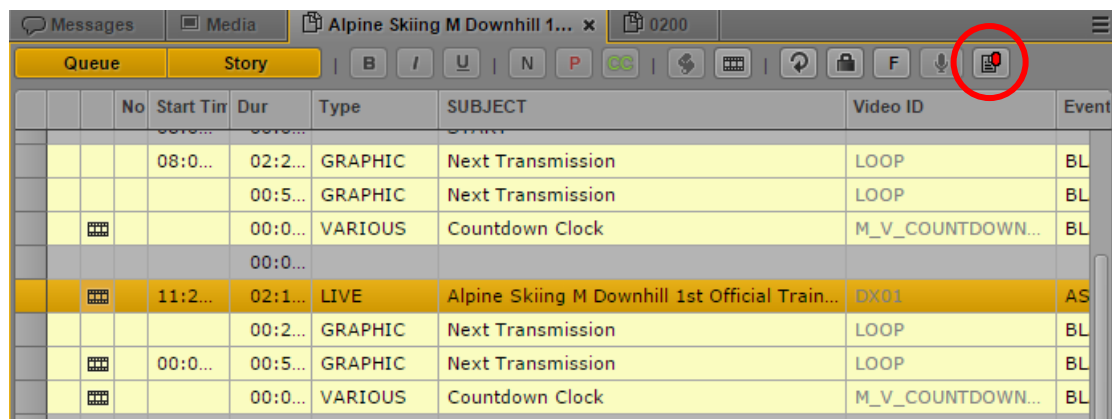 Messages Media Alpine Skiing M Downhill 1... x 0200
Queue Story | B I U | N P CC | | F
No Start Tim Dur Type SUBJECT Video ID Event
08:0... 02:2... GRAPHIC Next Transmission LOOP BL
00:5... GRAPHIC Next Transmission LOOP BL
00:0... VARIOUS Countdown Clock M_V_COUNTDOWN... BL
00:0...
11:2... 02:1... LIVE Alpine Skiing M Downhill 1st Official Train... DX01 AS
00:2... GRAPHIC Next Transmission LOOP BL
00:0... 00:5... GRAPHIC Next Transmission LOOP BL
00:0... VARIOUS Countdown Clock M_V_COUNTDOWN... BL